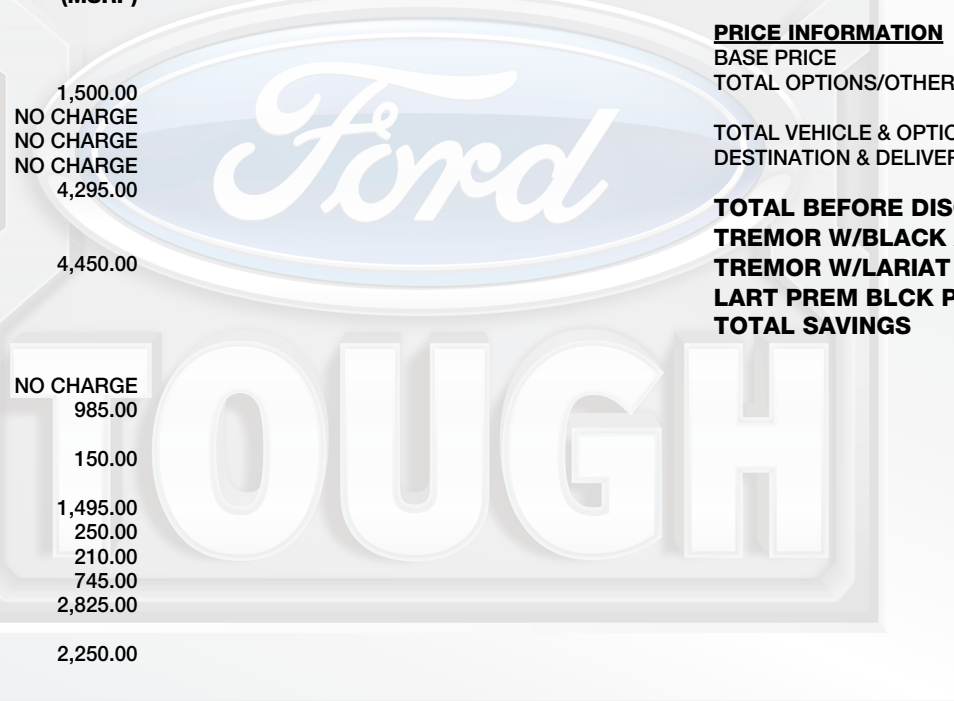 (MSRP)
1,500.00
NO CHARGE
NO CHARGE
NO CHARGE
4,295.00
4,450.00
NO CHARGE
985.00
150.00
1,495.00
250.00
210.00
745.00
2,825.00
2,250.00
Ford
TOUGH
PRICE INFORMATION
BASE PRICE
TOTAL OPTIONS/OTHER
TOTAL VEHICLE & OPTIO
DESTINATION & DELIVER
TOTAL BEFORE DIS
TREMOR W/BLACK
TREMOR W/LARIAT
LART PREM BLCK P
TOTAL SAVINGS